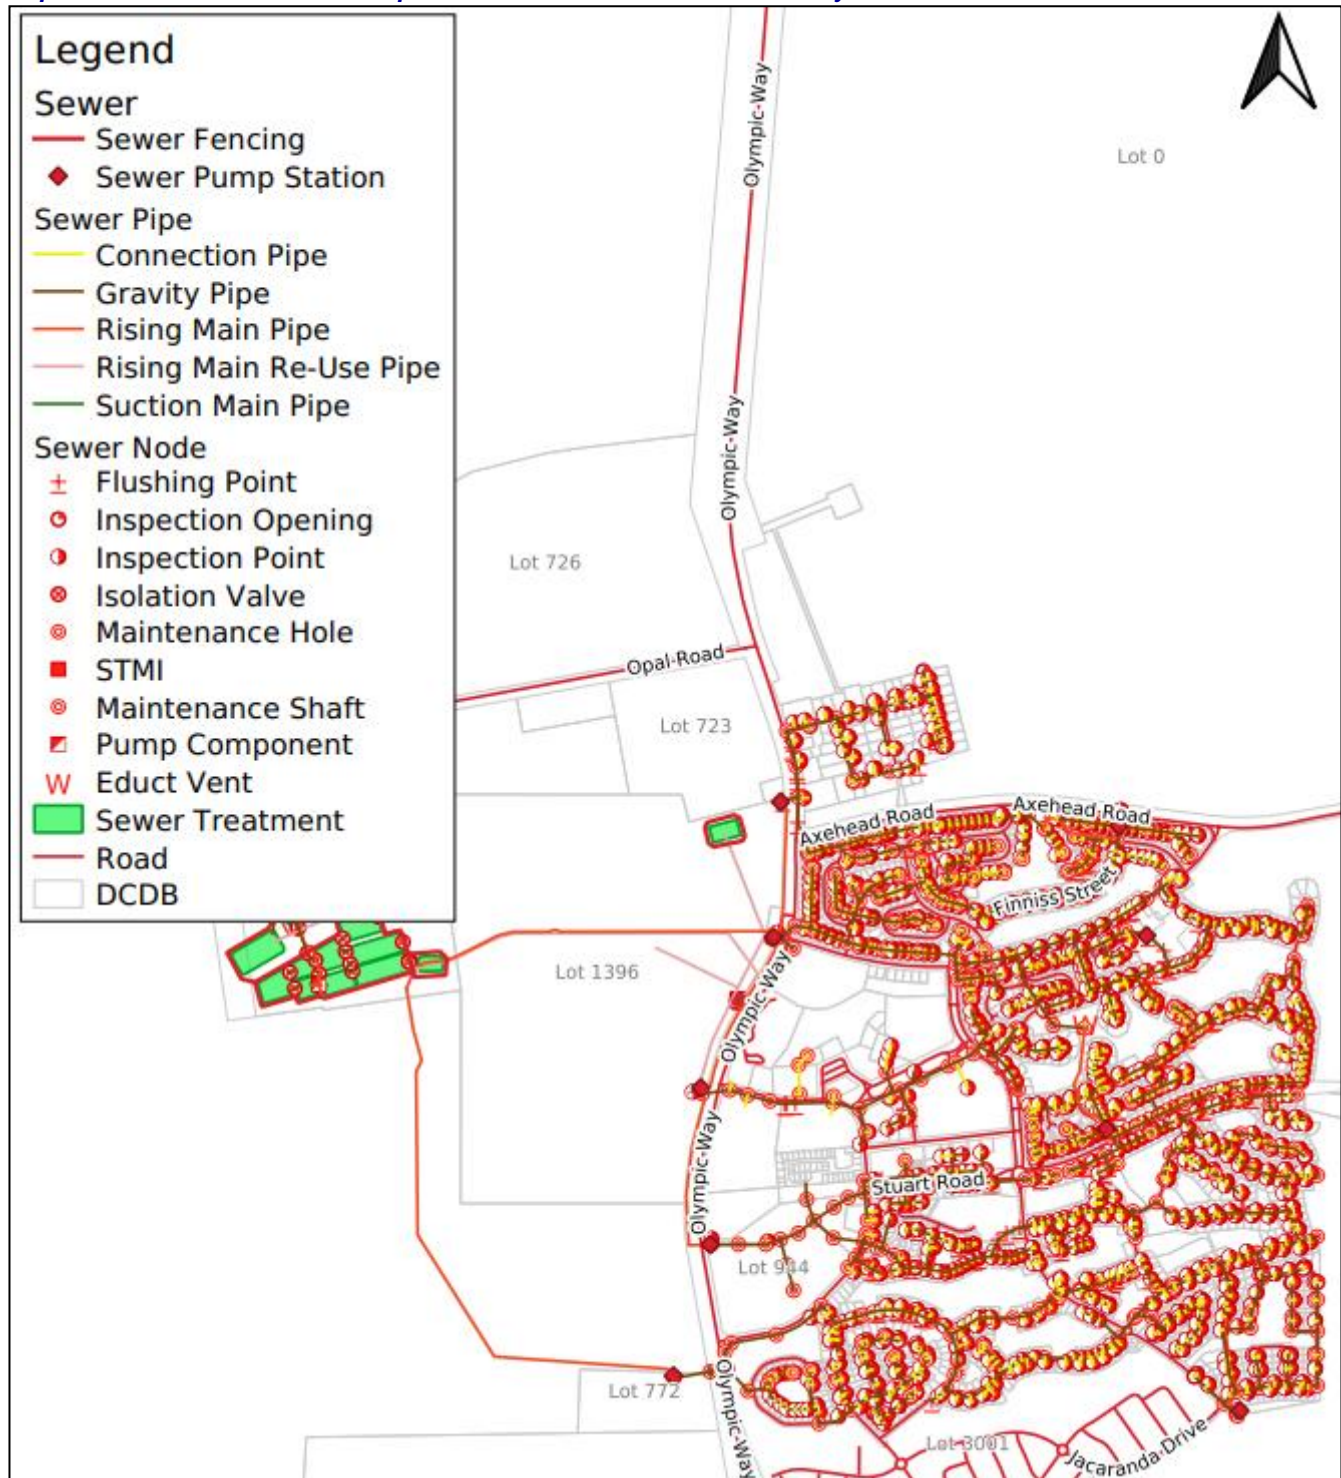 Legend
Sewer
Sewer Fencing
Sewer Pump Station
Sewer Pipe
Connection Pipe
Gravity Pipe
Rising Main Pipe
Rising Main Re-Use Pipe
Suction Main Pipe
Sewer Node
Flushing Point
Inspection Opening
Inspection Point
Isolation Valve
Maintenance Hole
STMI
Maintenance Shaft
Pump Component
W Educt Vent
Sewer Treatment
Road
DCDB
Olympic-Way
Lot 0
Olympic-Way
Lot 726
Opal-Road
Lot 723
Axehead Road
Axehead Road
Finniss Street
Lot 1396
Olympic-Way
W
Olympic-Way
Stuart Road
Lot 944
Lot 772
Olympic-Way
Lot 3001
Jacaranda-Drive